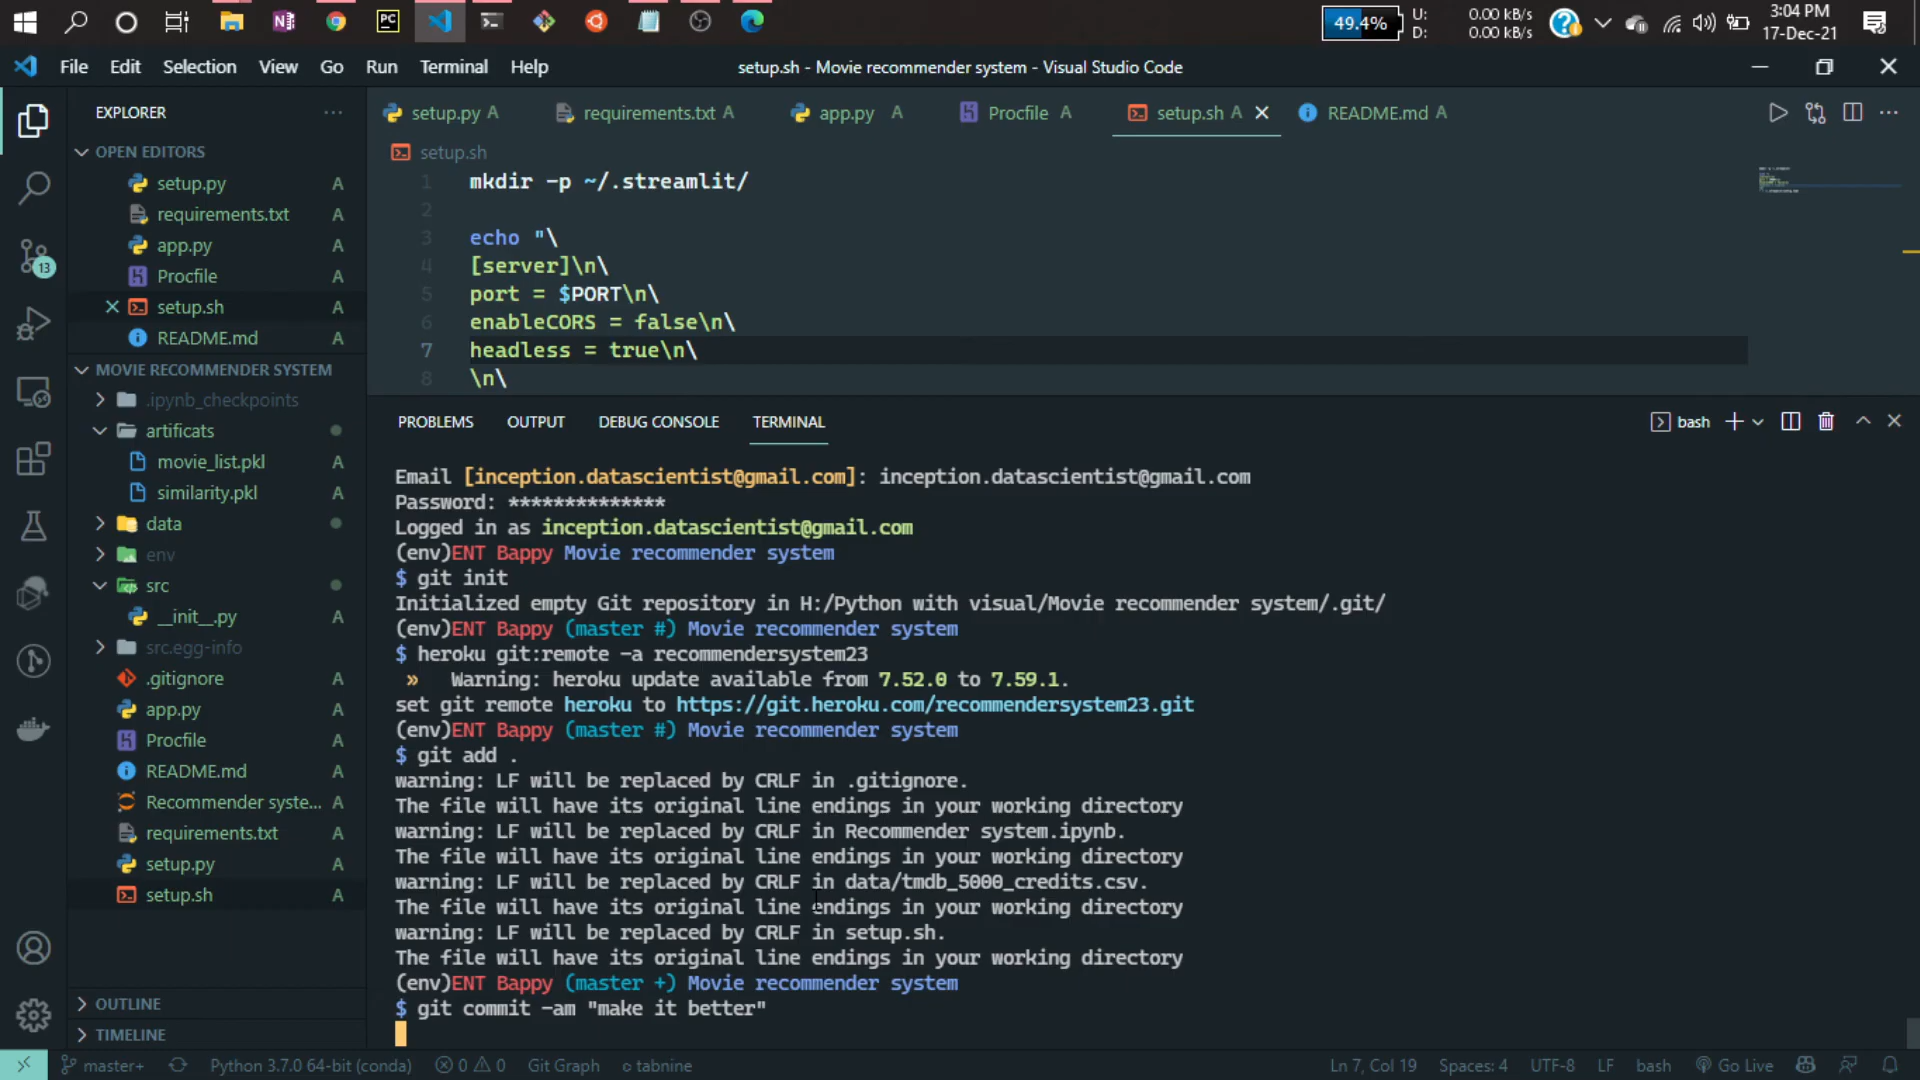 49.4%
U: 0.00 kB/s
D: 0.00 kB/s
3:04 PM
17-Dec-21
File Edit Selection View Go Run Terminal Help
setup.sh - Movie recommender system - Visual Studio Code
EXPLORER
OPEN EDITORS
setup.py A
requirements.txt A
app.py A
Procfile A
setup.sh A
README.md A
MOVIE RECOMMENDER SYSTEM
.ipynb_checkpoints
artificats
movie_list.pkl A
similarity.pkl A
data
env
src
__init__.py A
src.egg-info
.gitignore A
app.py A
Procfile A
README.md A
Recommender syste... A
requirements.txt A
setup.py A
setup.sh A
OUTLINE
TIMELINE
13
setup.py A requirements.txt A app.py A Procfile A setup.sh A README.md A
setup.sh
1 mkdir -p ~/.streamlit/
2
3 echo "\
4 [server]\n\
5 port = $PORT\n\
6 enableCORS = false\n\
7 headless = true\n\
8 \n\
PROBLEMS OUTPUT DEBUG CONSOLE TERMINAL
bash
Email [inception.datascientist@gmail.com]: inception.datascientist@gmail.com
Password: **************
Logged in as inception.datascientist@gmail.com
(env)ENT Bappy Movie recommender system
$ git init
Initialized empty Git repository in H:/Python with visual/Movie recommender system/.git/
(env)ENT Bappy (master #) Movie recommender system
$ heroku git:remote -a recommendersystem23
» Warning: heroku update available from 7.52.0 to 7.59.1.
set git remote heroku to https://git.heroku.com/recommendersystem23.git
(env)ENT Bappy (master #) Movie recommender system
$ git add .
warning: LF will be replaced by CRLF in .gitignore.
The file will have its original line endings in your working directory
warning: LF will be replaced by CRLF in Recommender system.ipynb.
The file will have its original line endings in your working directory
warning: LF will be replaced by CRLF in data/tmdb_5000_credits.csv.
The file will have its original line endings in your working directory
warning: LF will be replaced by CRLF in setup.sh.
The file will have its original line endings in your working directory
(env)ENT Bappy (master +) Movie recommender system
$ git commit -am "make it better"
master+ Python 3.7.0 64-bit (conda) 0 0 Git Graph tabnine Ln 7, Col 19 Spaces: 4 UTF-8 LF bash Go Live